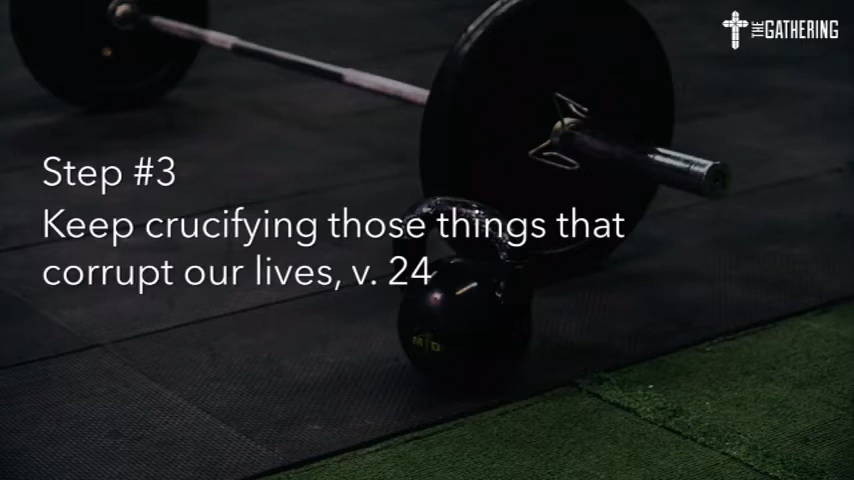 THE GATHERING
Step #3
Keep crucifying those things that
corrupt our lives, v. 24
M D